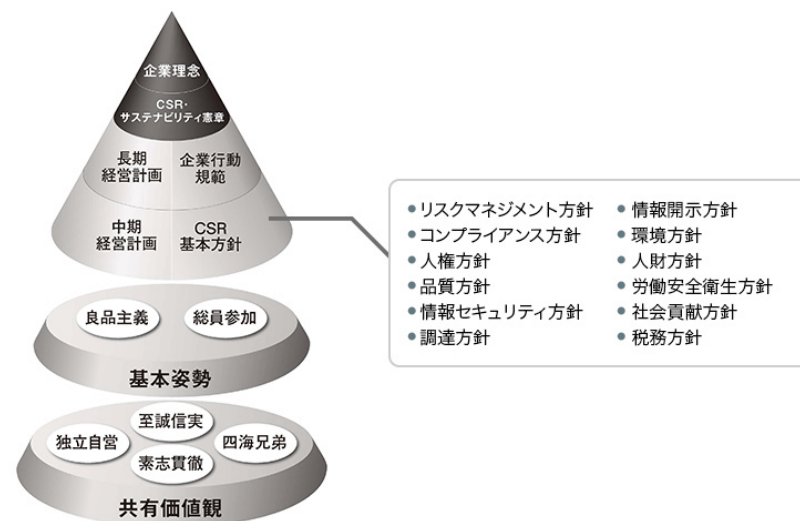 企業理念
CSR・
サステナビリティ憲章
長期
経営計画
企業行動
規範
中期
経営計画
CSR
基本方針
リスクマネジメント方針
コンプライアンス方針
人権方針
品質方針
情報セキュリティ方針
調達方針
情報開示方針
環境方針
人財方針
労働安全衛生方針
社会貢献方針
税務方針
良品主義
総員参加
基本姿勢
至誠信実
独立自営
四海兄弟
素志貫徹
共有価値観